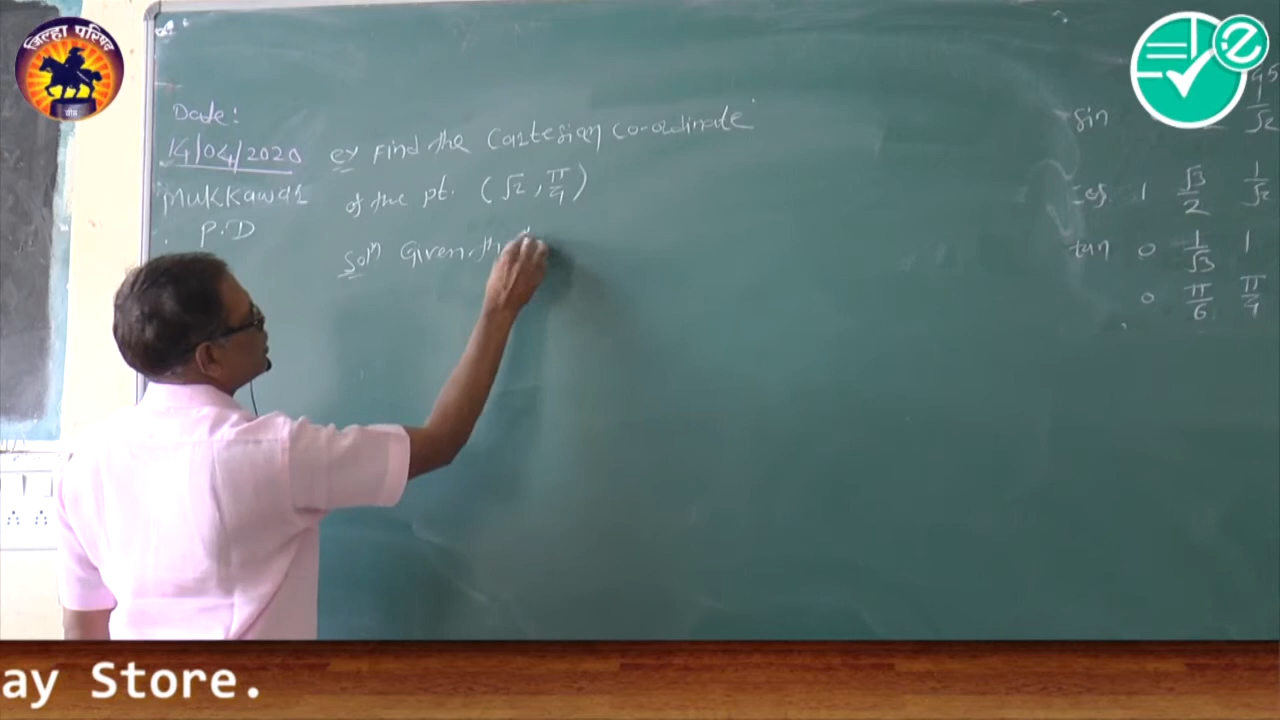 जिल्हा परिषद
बीड
Date:
14/04/2020
Mukkawar
P.D
ex Find the Cartesian co-ordinate
of the pt. (√2, π/4)
Soln Given the
sin 1/√2
cos 1 √3/2 1/√2
tan 0 1/√3 1
0 π/6 π/4
ay Store.